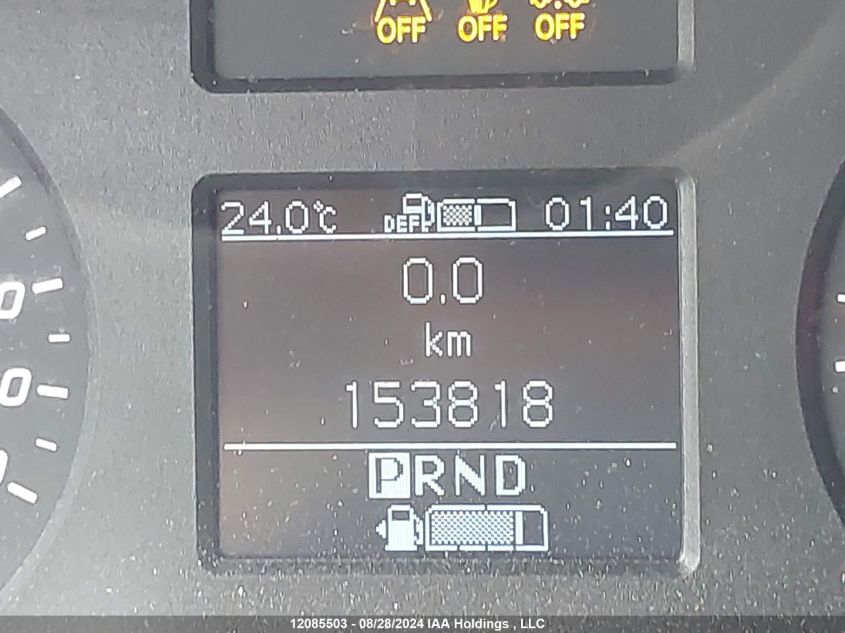 OFF OFF OFF
24.0°C DEF 01:40
0.0
km
153818
PRND
12085503 - 08/28/2024 IAA Holdings , LLC